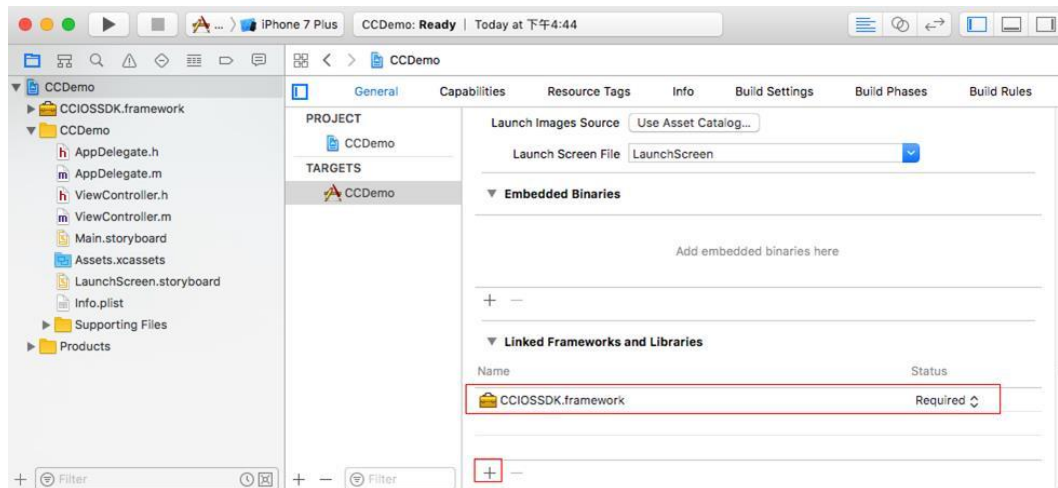 iPhone 7 Plus
CCDemo: Ready | Today at 下午4:44
CCDemo
CCDemo
CCIOSSDK.framework
CCDemo
h AppDelegate.h
m AppDelegate.m
h ViewController.h
m ViewController.m
Main.storyboard
Assets.xcassets
LaunchScreen.storyboard
Info.plist
Supporting Files
Products
Filter
General Capabilities Resource Tags Info Build Settings Build Phases Build Rules
PROJECT
CCDemo
TARGETS
CCDemo
Filter
Launch Images Source Use Asset Catalog...
Launch Screen File LaunchScreen
Embedded Binaries
Add embedded binaries here
Linked Frameworks and Libraries
Name Status
CCIOSSDK.framework Required